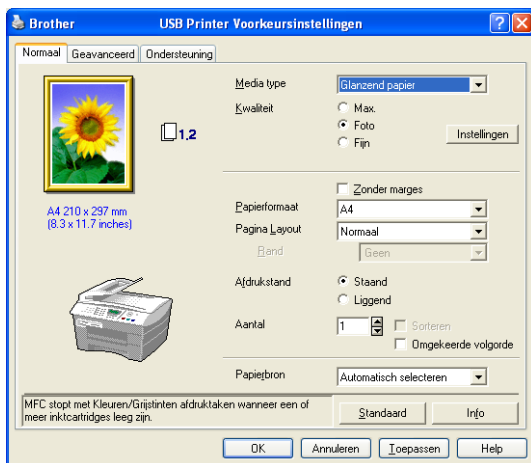 Brother USB Printer Voorkeursinstellingen
Normaal Geavanceerd Ondersteuning
Media type Glanzend papier
Kwaliteit Max.
Foto
Fijn
Instellingen
1.2
A4 210 x 297 mm
(8.3 x 11.7 inches)
Zonder marges
Papierformaat A4
Pagina Layout Normaal
Rand Geen
Afdrukstand Staand
Liggend
Aantal 1 Sorteren
Omgekeerde volgorde
Papierbron Automatisch selecteren
MFC stopt met Kleuren/Grijstinten afdruktaken wanneer een of
meer inktcartridges leeg zijn.
Standaard Info
OK Annuleren Toepassen Help